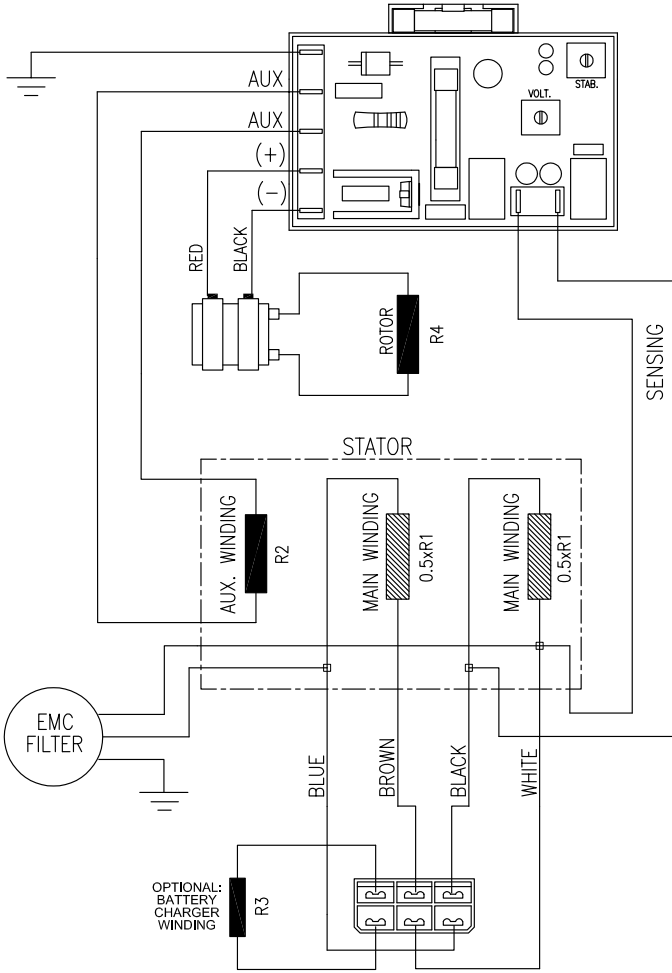 AUX
AUX
(+)
(-)
STAB.
VOLT.
RED
BLACK
ROTOR
R4
SENSING
STATOR
AUX. WINDING
R2
MAIN WINDING
0.5xR1
MAIN WINDING
0.5xR1
EMC
FILTER
BLUE
BROWN
BLACK
WHITE
OPTIONAL:
BATTERY
CHARGER
WINDING
R3